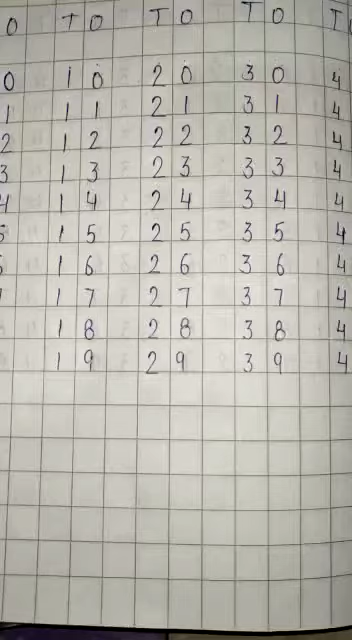 O T O T O T O T
0 1 0 2 0 3 0 4
1 1 1 2 1 3 1 4
2 1 2 2 2 3 2 4
3 1 3 2 3 3 3 4
4 1 4 2 4 3 4 4
5 1 5 2 5 3 5 4
6 1 6 2 6 3 6 4
1 7 2 7 3 7 4
1 8 2 8 3 8 4
1 9 2 9 3 9 4